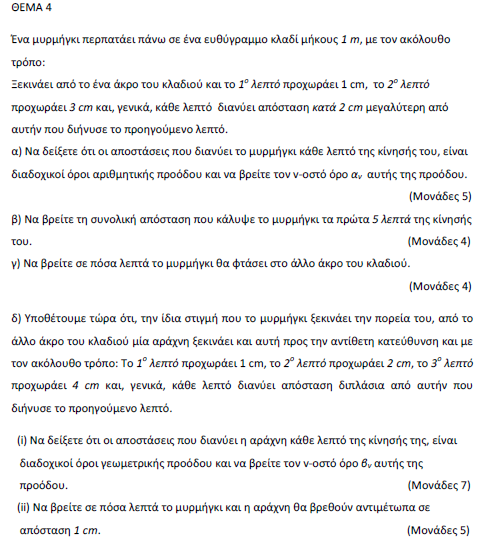 ΘΕΜΑ 4
Ένα μυρμήγκι περπατάει πάνω σε ένα ευθύγραμμο κλαδί μήκους 1 m, με τον ακόλουθο
τρόπο:
Ξεκινάει από το ένα άκρο του κλαδιού και το 1º λεπτό προχωράει 1 cm, το 2º λεπτό
προχωράει 3 cm και, γενικά, κάθε λεπτό διανύει απόσταση κατά 2 cm μεγαλύτερη από
αυτήν που διήνυσε το προηγούμενο λεπτό.
α) Να δείξετε ότι οι αποστάσεις που διανύει το μυρμήγκι κάθε λεπτό της κίνησής του, είναι
διαδοχικοί όροι αριθμητικής προόδου και να βρείτε τον ν-οστό όρο αᵥ αυτής της προόδου.
(Μονάδες 5)
β) Να βρείτε τη συνολική απόσταση που κάλυψε το μυρμήγκι τα πρώτα 5 λεπτά της κίνησής
του. (Μονάδες 4)
γ) Να βρείτε σε πόσα λεπτά το μυρμήγκι θα φτάσει στο άλλο άκρο του κλαδιού.
(Μονάδες 4)
δ) Υποθέτουμε τώρα ότι, την ίδια στιγμή που το μυρμήγκι ξεκινάει την πορεία του, από το
άλλο άκρο του κλαδιού μία αράχνη ξεκινάει και αυτή προς την αντίθετη κατεύθυνση και με
τον ακόλουθο τρόπο: Το 1º λεπτό προχωράει 1 cm, το 2º λεπτό προχωράει 2 cm, το 3º λεπτό
προχωράει 4 cm και, γενικά, κάθε λεπτό διανύει απόσταση διπλάσια από αυτήν που
διήνυσε το προηγούμενο λεπτό.
(i) Να δείξετε ότι οι αποστάσεις που διανύει η αράχνη κάθε λεπτό της κίνησής της, είναι
διαδοχικοί όροι γεωμετρικής προόδου και να βρείτε τον ν-οστό όρο βᵥ αυτής της
προόδου. (Μονάδες 7)
(ii) Να βρείτε σε πόσα λεπτά το μυρμήγκι και η αράχνη θα βρεθούν αντιμέτωπα σε
απόσταση 1 cm. (Μονάδες 5)